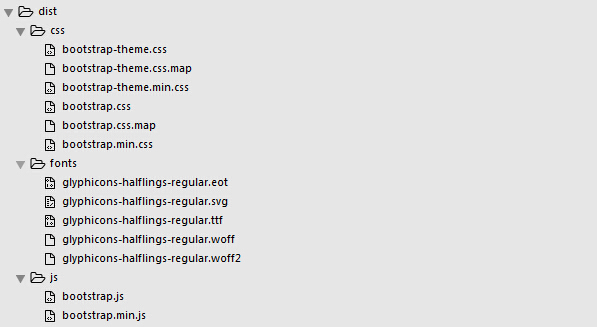 dist
css
bootstrap-theme.css
bootstrap-theme.css.map
bootstrap-theme.min.css
bootstrap.css
bootstrap.css.map
bootstrap.min.css
fonts
glyphicons-halflings-regular.eot
glyphicons-halflings-regular.svg
glyphicons-halflings-regular.ttf
glyphicons-halflings-regular.woff
glyphicons-halflings-regular.woff2
js
bootstrap.js
bootstrap.min.js